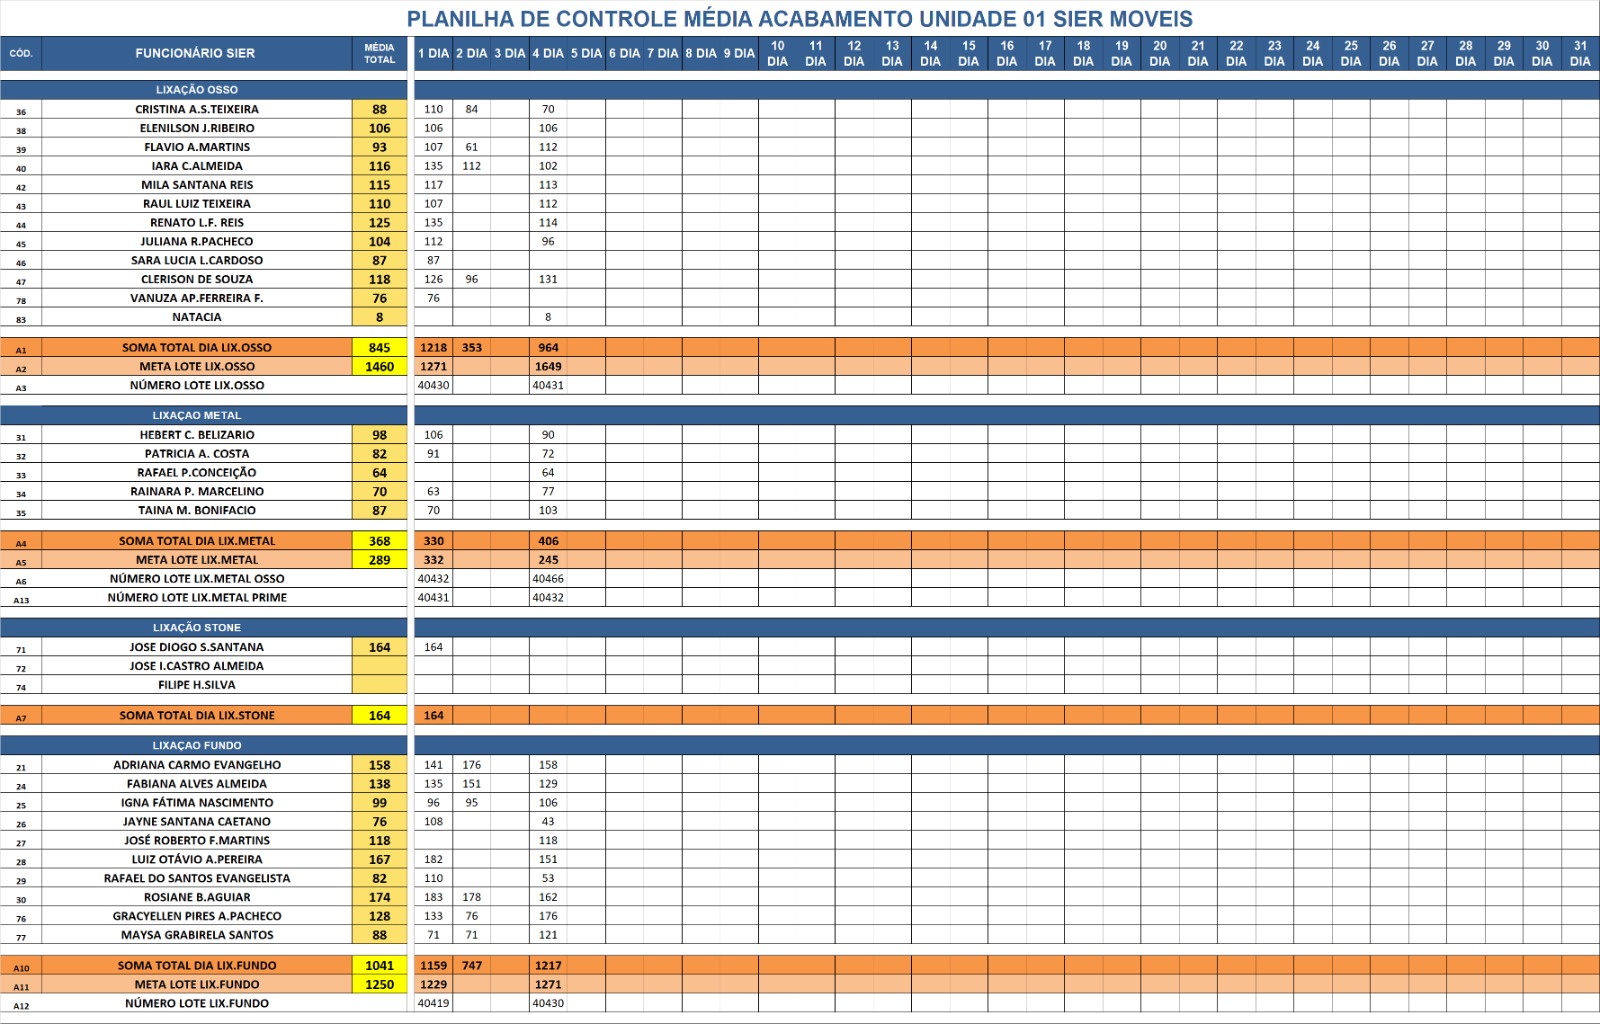 PLANILHA DE CONTROLE MÉDIA ACABAMENTO UNIDADE 01 SIER MOVEIS
CÓD. FUNCIONÁRIO SIER MÉDIA TOTAL 1 DIA 2 DIA 3 DIA 4 DIA 5 DIA 6 DIA 7 DIA 8 DIA 9 DIA 10 DIA 11 DIA 12 DIA 13 DIA 14 DIA 15 DIA 16 DIA 17 DIA 18 DIA 19 DIA 20 DIA 21 DIA 22 DIA 23 DIA 24 DIA 25 DIA 26 DIA 27 DIA 28 DIA 29 DIA 30 DIA 31 DIA
LIXAÇÃO OSSO
36 CRISTINA A.S.TEIXEIRA 88 110 84 70
38 ELENILSON J.RIBEIRO 106 106 106
39 FLAVIO A.MARTINS 93 107 61 112
40 IARA C.ALMEIDA 116 135 112 102
42 MILA SANTANA REIS 115 117 113
43 RAUL LUIZ TEIXEIRA 110 107 112
44 RENATO L.F. REIS 125 135 114
45 JULIANA R.PACHECO 104 112 96
46 SARA LUCIA L.CARDOSO 87 87
47 CLERISON DE SOUZA 118 126 96 131
78 VANUZA AP.FERREIRA F. 76 76
83 NATACIA 8 8
A1 SOMA TOTAL DIA LIX.OSSO 845 1218 353 964
A2 META LOTE LIX.OSSO 1460 1271 1649
A3 NÚMERO LOTE LIX.OSSO 40430 40431
LIXAÇAO METAL
31 HEBERT C. BELIZARIO 98 106 90
32 PATRICIA A. COSTA 82 91 72
33 RAFAEL P.CONCEIÇÃO 64 64
34 RAINARA P. MARCELINO 70 63 77
35 TAINA M. BONIFACIO 87 70 103
A4 SOMA TOTAL DIA LIX.METAL 368 330 406
A5 META LOTE LIX.METAL 289 332 245
A6 NÚMERO LOTE LIX.METAL OSSO 40432 40466
A13 NÚMERO LOTE LIX.METAL PRIME 40431 40432
LIXAÇÃO STONE
71 JOSE DIOGO S.SANTANA 164 164
72 JOSE I.CASTRO ALMEIDA
74 FILIPE H.SILVA
A7 SOMA TOTAL DIA LIX.STONE 164 164
LIXAÇAO FUNDO
21 ADRIANA CARMO EVANGELHO 158 141 176 158
24 FABIANA ALVES ALMEIDA 138 135 151 129
25 IGNA FÁTIMA NASCIMENTO 99 96 95 106
26 JAYNE SANTANA CAETANO 76 108 43
27 JOSÉ ROBERTO F.MARTINS 118 118
28 LUIZ OTÁVIO A.PEREIRA 167 182 151
29 RAFAEL DO SANTOS EVANGELISTA 82 110 53
30 ROSIANE B.AGUIAR 174 183 178 162
76 GRACYELLEN PIRES A.PACHECO 128 133 76 176
77 MAYSA GRABIRELA SANTOS 88 71 71 121
A10 SOMA TOTAL DIA LIX.FUNDO 1041 1159 747 1217
A11 META LOTE LIX.FUNDO 1250 1229 1271
A12 NÚMERO LOTE LIX.FUNDO 40419 40430